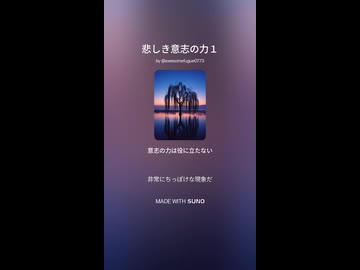 悲しき意志の力１
by @awesomefugue0773
意志の力は役に立たない
非常にちっぽけな現象だ
MADE WITH SUNO